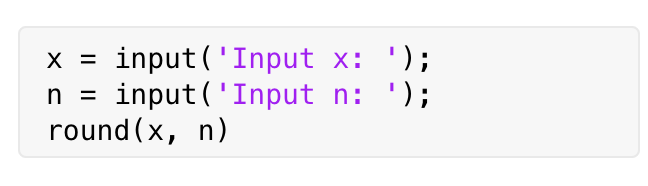 x = input('Input x: ');
n = input('Input n: ');
round(x, n)